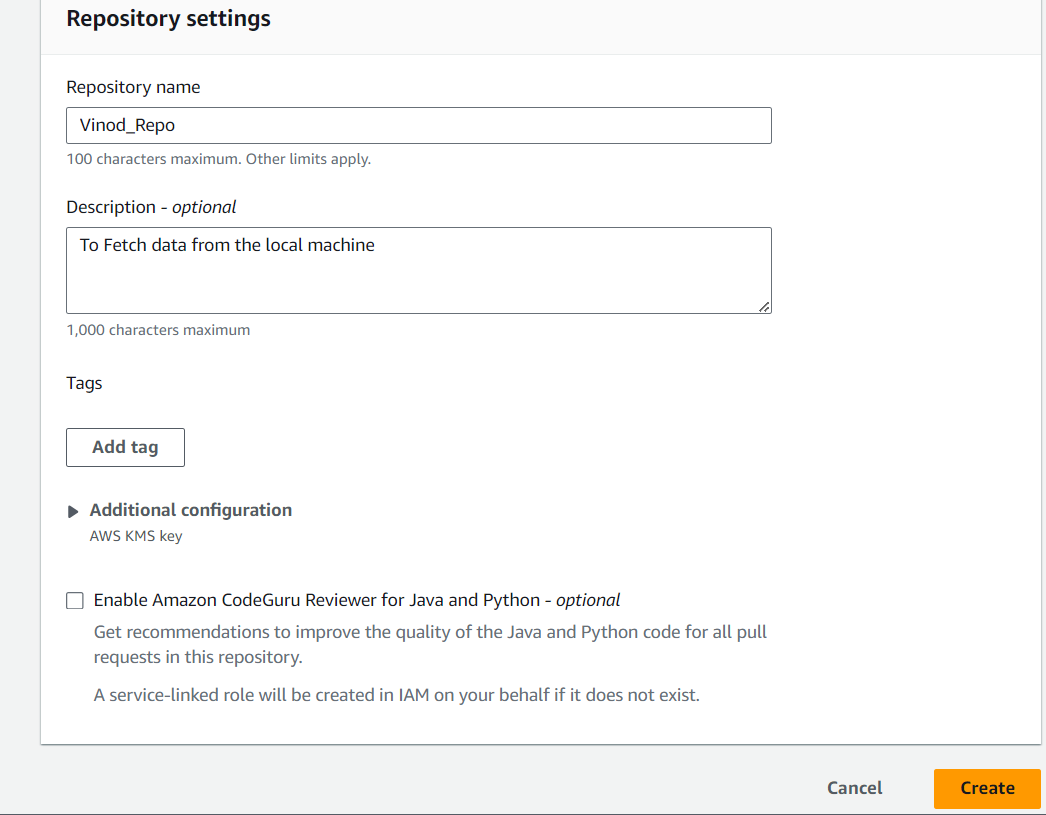 Repository settings
Repository name
Vinod_Repo
100 characters maximum. Other limits apply.
Description - optional
To Fetch data from the local machine
1,000 characters maximum
Tags
Add tag
Additional configuration
AWS KMS key
Enable Amazon CodeGuru Reviewer for Java and Python - optional
Get recommendations to improve the quality of the Java and Python code for all pull
requests in this repository.
A service-linked role will be created in IAM on your behalf if it does not exist.
Cancel
Create